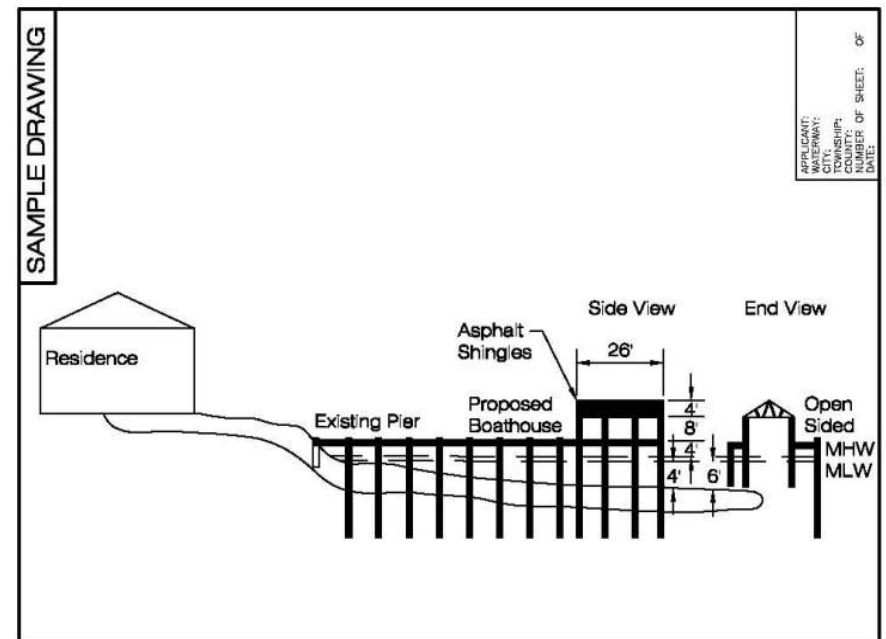 SAMPLE DRAWING
APPLICANT:
WATERWAY:
CITY:
TOWNSHIP:
COUNTY:
NUMBER OF SHEET: OF
DATE:
Side View
End View
Asphalt
Shingles
26'
Residence
Existing Pier
Proposed
Boathouse
4'
8'
4'
Open
Sided
MHW
MLW
4'
6'